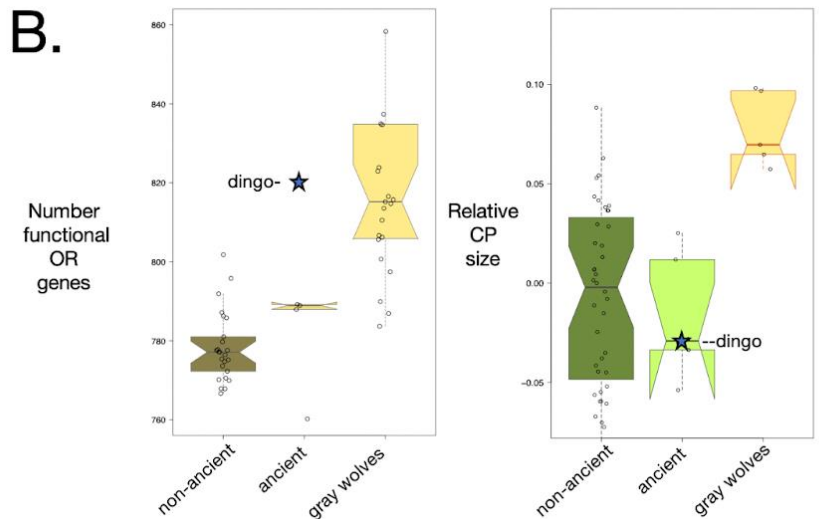 B.
Number
functional
OR
genes
860
840
820
800
780
760
dingo-
non-ancient
ancient
gray wolves
Relative
CP
size
0.10
0.05
0.00
−0.05
--dingo
non-ancient
ancient
gray wolves